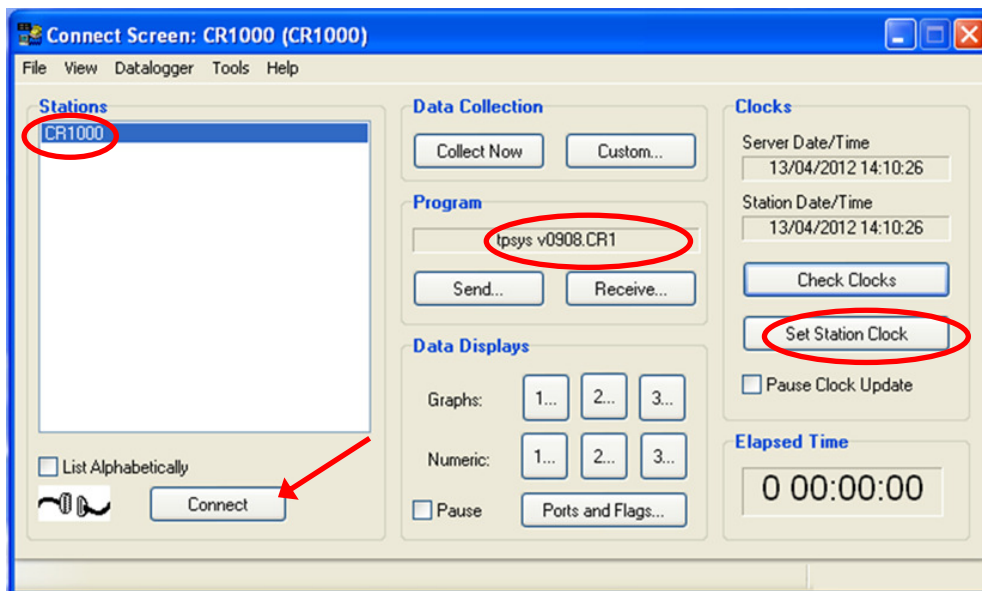 Connect Screen: CR1000 (CR1000)
File View Datalogger Tools Help
Stations
CR1000
List Alphabetically
Connect
Data Collection
Collect Now Custom...
Program
tpsys v0908.CR1
Send... Receive...
Data Displays
Graphs: 1... 2... 3...
Numeric: 1... 2... 3...
Pause Ports and Flags...
Clocks
Server Date/Time
13/04/2012 14:10:26
Station Date/Time
13/04/2012 14:10:26
Check Clocks
Set Station Clock
Pause Clock Update
Elapsed Time
0 00:00:00